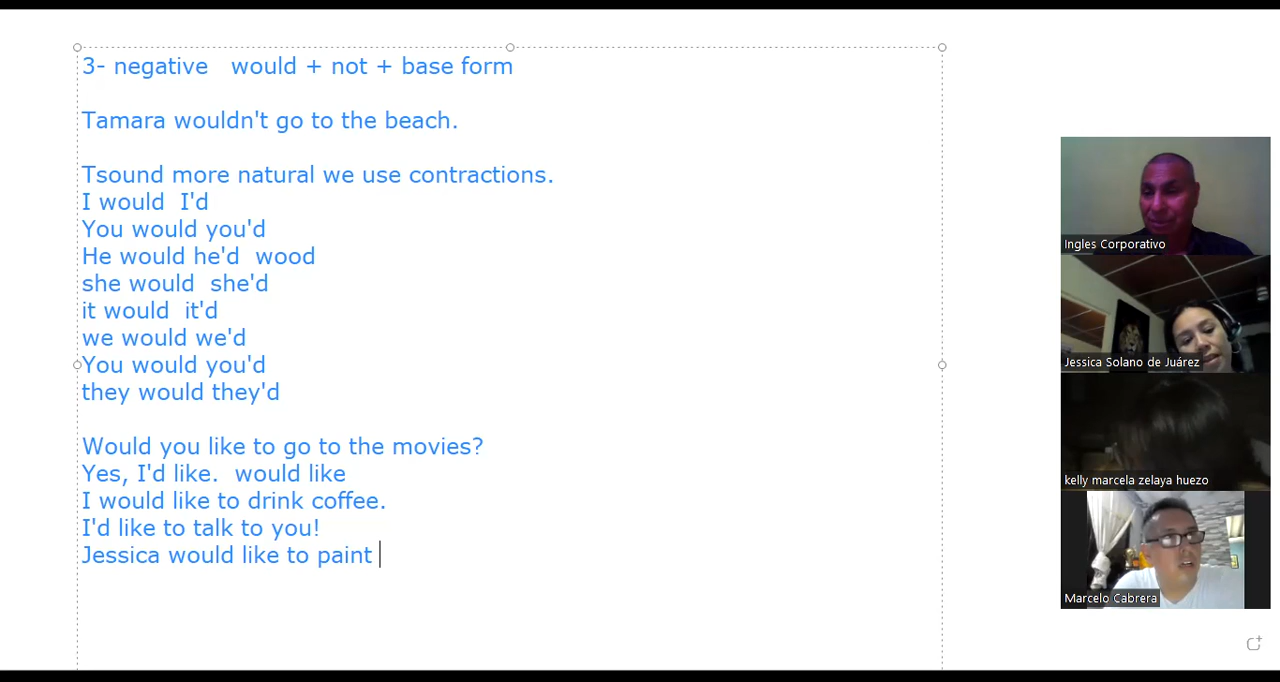 3- negative   would + not + base form
Tamara wouldn't go to the beach.
Tsound more natural we use contractions.
I would  I'd
You would you'd
He would he'd  wood
she would  she'd
it would  it'd
we would we'd
You would you'd
they would they'd
Would you like to go to the movies?
Yes, I'd like.  would like
I would like to drink coffee.
I'd like to talk to you!
Jessica would like to paint
Ingles Corporativo
Jessica Solano de Juárez
kelly marcela zelaya huezo
Marcelo Cabrera